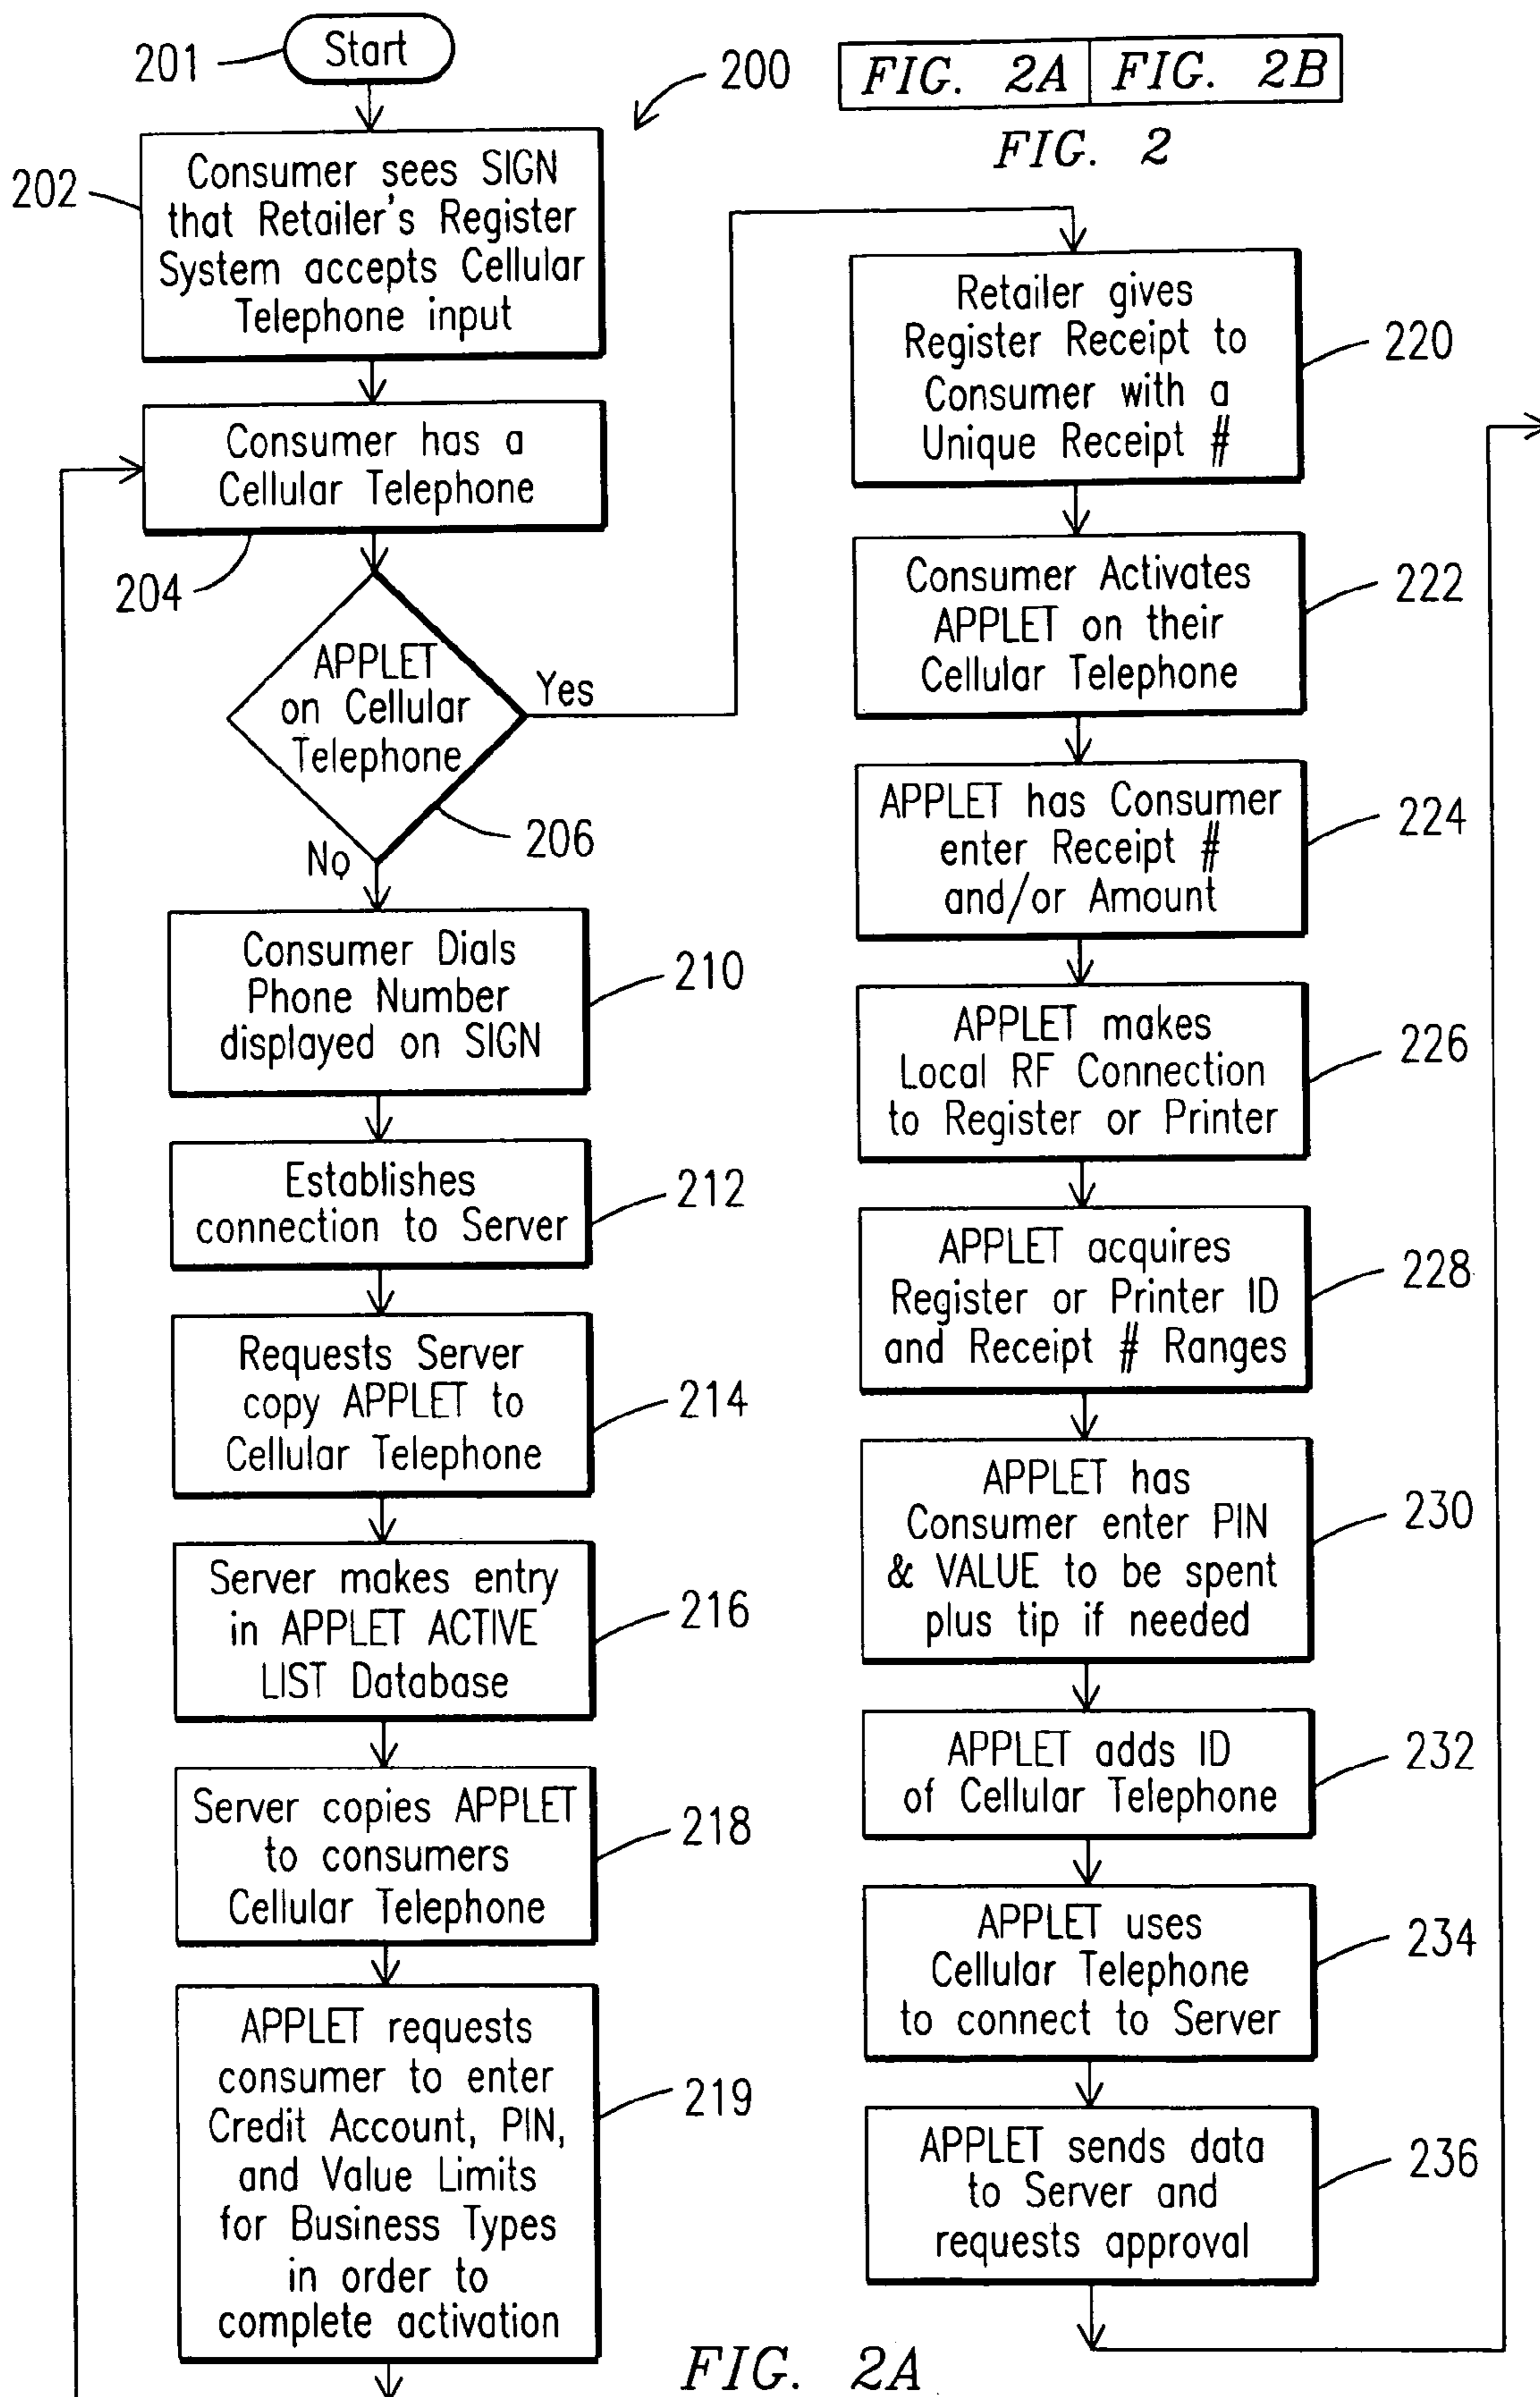 201
Start
200
FIG. 2A
FIG. 2B
FIG. 2
202
Consumer sees SIGN
that Retailer's Register
System accepts Cellular
Telephone input
Consumer has a
Cellular Telephone
204
APPLET
on Cellular
Telephone
Yes
No
206
Consumer Dials
Phone Number
displayed on SIGN
210
Establishes
connection to Server
212
Requests Server
copy APPLET to
Cellular Telephone
214
Server makes entry
in APPLET ACTIVE
LIST Database
216
Server copies APPLET
to consumers
Cellular Telephone
218
APPLET requests
consumer to enter
Credit Account, PIN,
and Value Limits
for Business Types
in order to
complete activation
219
Retailer gives
Register Receipt to
Consumer with a
Unique Receipt #
220
Consumer Activates
APPLET on their
Cellular Telephone
222
APPLET has Consumer
enter Receipt #
and/or Amount
224
APPLET makes
Local RF Connection
to Register or Printer
226
APPLET acquires
Register or Printer ID
and Receipt # Ranges
228
APPLET has
Consumer enter PIN
& VALUE to be spent
plus tip if needed
230
APPLET adds ID
of Cellular Telephone
232
APPLET uses
Cellular Telephone
to connect to Server
234
APPLET sends data
to Server and
requests approval
236
FIG. 2A